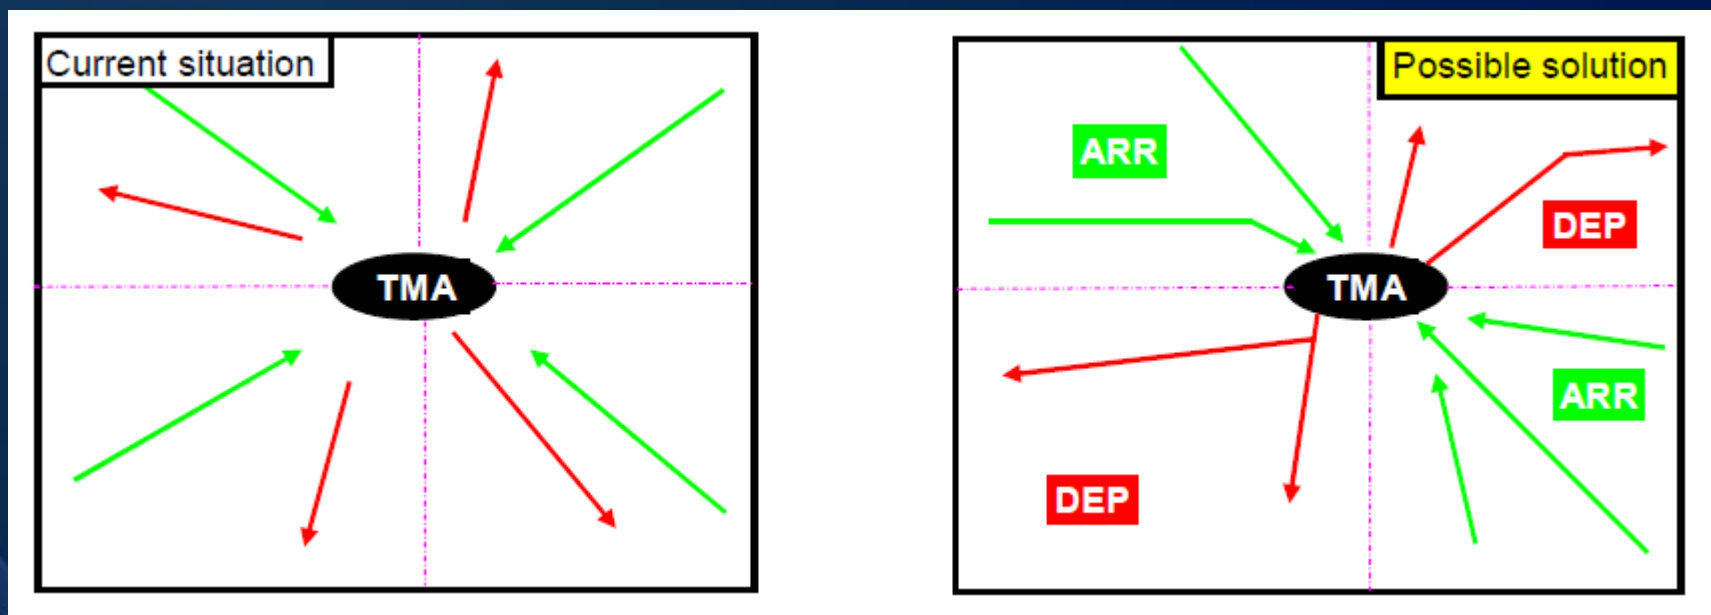 Current situation
TMA
Possible solution
ARR
DEP
TMA
ARR
DEP